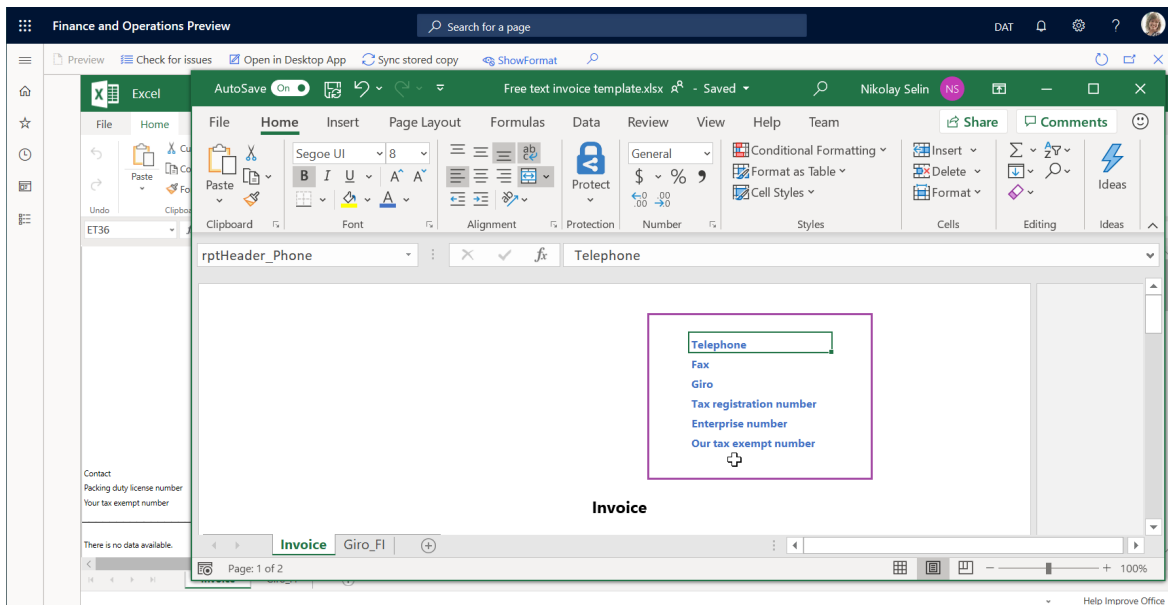 Finance and Operations Preview
Search for a page
DAT
?
Preview Check for issues Open in Desktop App Sync stored copy ShowFormat
Excel
File Home
Paste
Undo
ET36
Contact
Packing duty license number
Your tax exempt number
There is no data available.
AutoSave On Free text invoice template.xlsx - Saved Nikolay Selin NS
File Home Insert Page Layout Formulas Data Review View Help Team Share Comments
Paste
Segoe UI 8
B I U A A
A
ab
Protect
General
$ % 9
.00 .00
Conditional Formatting
Format as Table
Cell Styles
Insert
Delete
Format
Ideas
Clipboard Font Alignment Protection Number Styles Cells Editing Ideas
rptHeader_Phone fx Telephone
Telephone
Fax
Giro
Tax registration number
Enterprise number
Our tax exempt number
Invoice
Invoice Giro_FI
Page: 1 of 2 100%
Help Improve Office